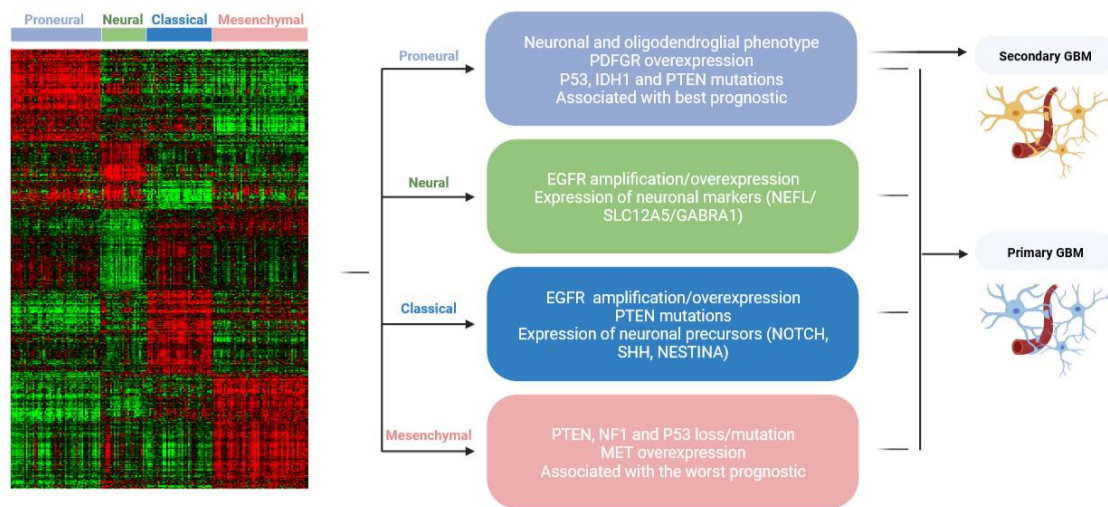 Proneural Neural Classical Mesenchymal
Proneural
Neuronal and oligodendroglial phenotype
PDFGR overexpression
P53, IDH1 and PTEN mutations
Associated with best prognostic
Neural
EGFR amplification/overexpression
Expression of neuronal markers (NEFL/
SLC12A5/GABRA1)
Classical
EGFR amplification/overexpression
PTEN mutations
Expression of neuronal precursors (NOTCH,
SHH, NESTINA)
Mesenchymal
PTEN, NF1 and P53 loss/mutation
MET overexpression
Associated with the worst prognostic
Secondary GBM
Primary GBM